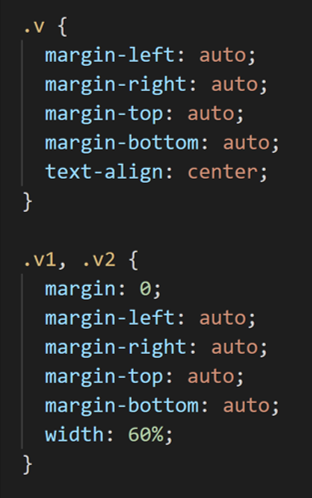 .v {
  margin-left: auto;
  margin-right: auto;
  margin-top: auto;
  margin-bottom: auto;
  text-align: center;
}

.v1, .v2 {
  margin: 0;
  margin-left: auto;
  margin-right: auto;
  margin-top: auto;
  margin-bottom: auto;
  width: 60%;
}